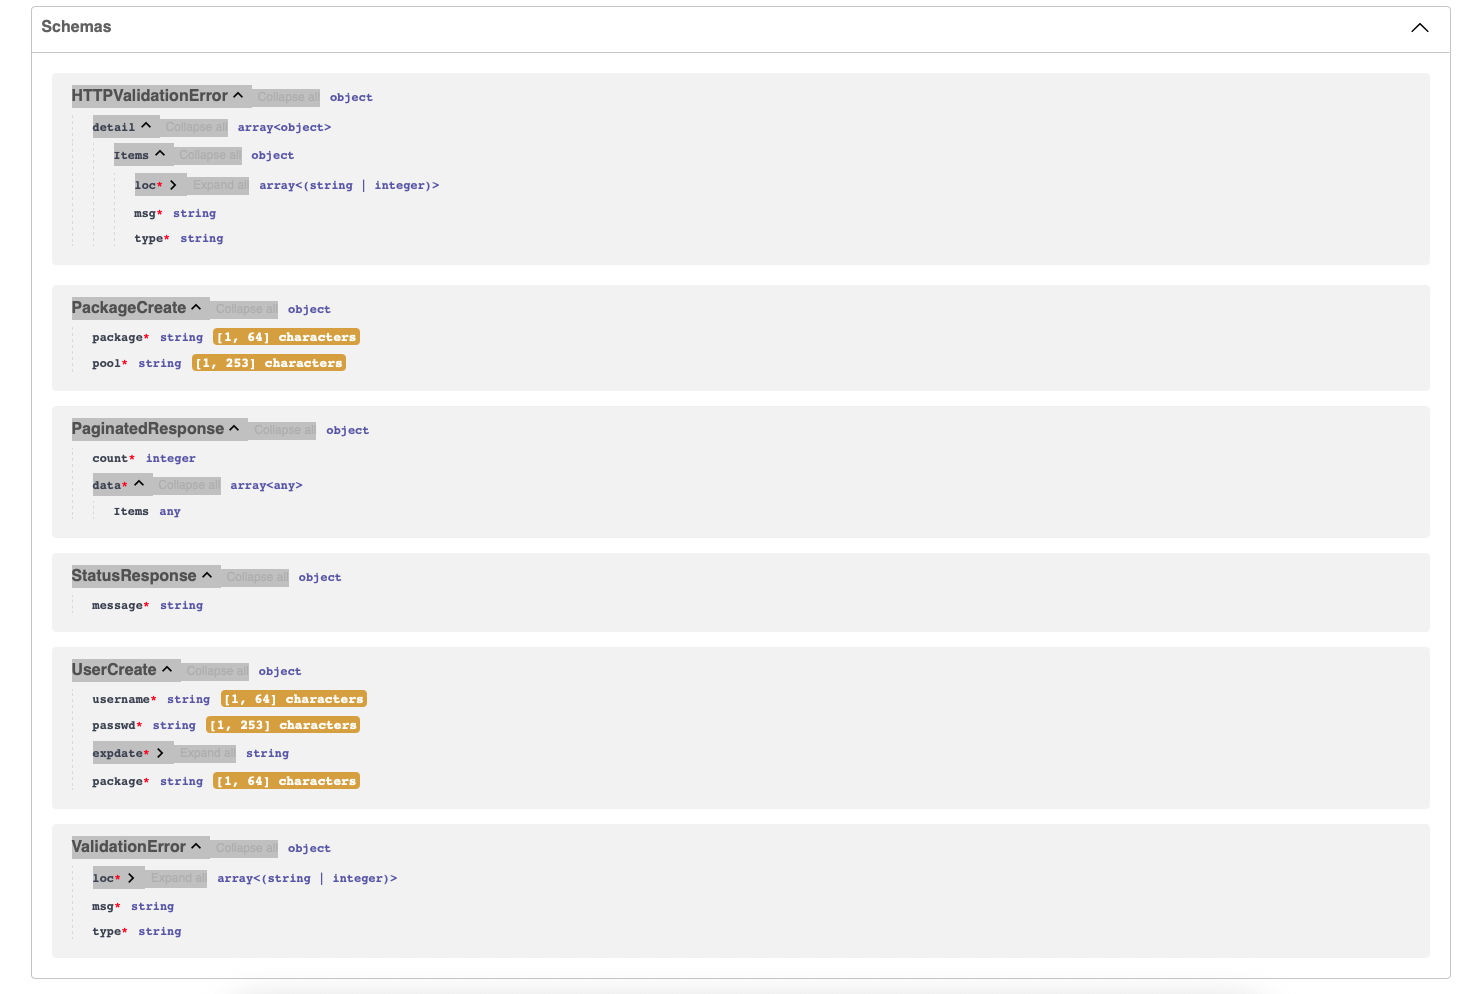 Schemas
HTTPValidationError Collapse all object
detail Collapse all array<object>
Items Collapse all object
loc* Expand all array<(string | integer)>
msg* string
type* string
PackageCreate Collapse all object
package* string [1, 64] characters
pool* string [1, 253] characters
PaginatedResponse Collapse all object
count* integer
data* Collapse all array<any>
Items any
StatusResponse Collapse all object
message* string
UserCreate Collapse all object
username* string [1, 64] characters
passwd* string [1, 253] characters
expdate* Expand all string
package* string [1, 64] characters
ValidationError Collapse all object
loc* Expand all array<(string | integer)>
msg* string
type* string